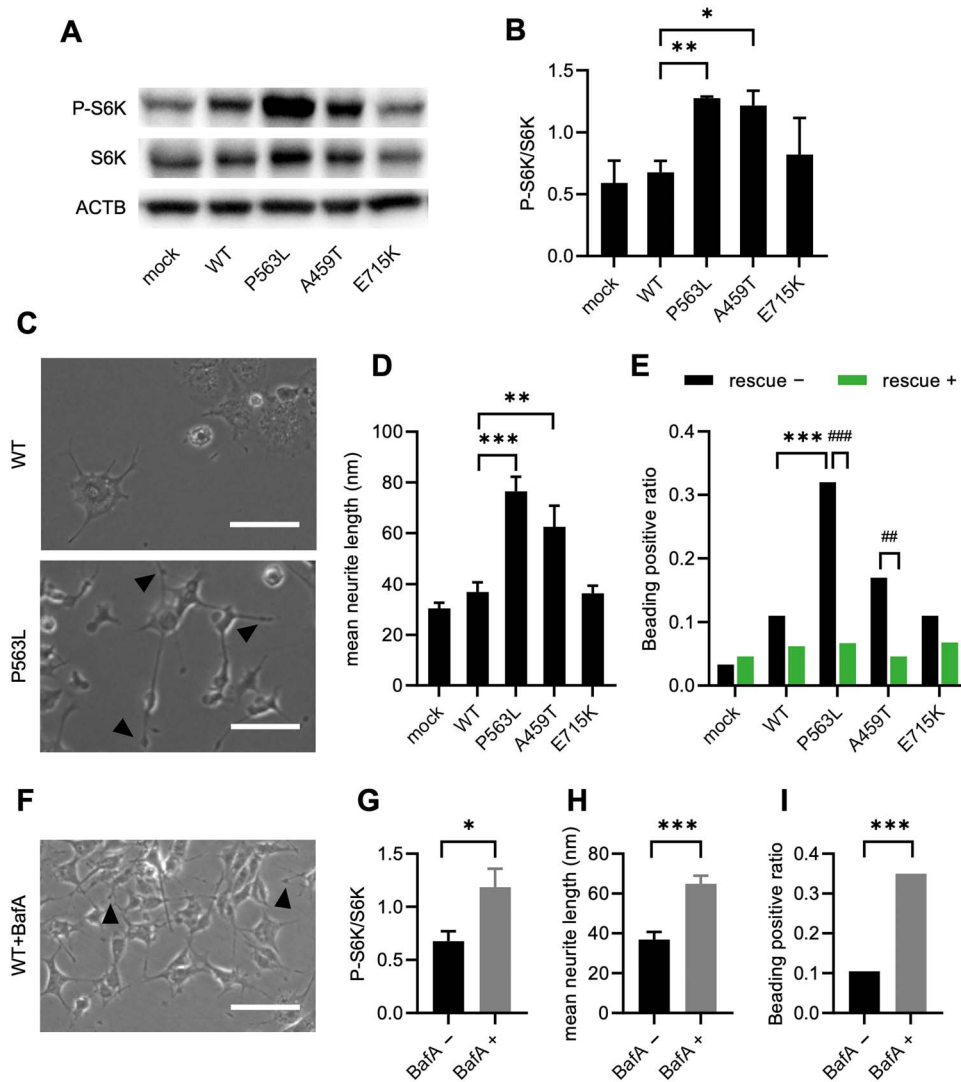 A
P-S6K
S6K
ACTB
mock
WT
P563L
A459T
E715K
B
*
**
P-S6K/S6K
1.5
1.0
0.5
0.0
mock
WT
P563L
A459T
E715K
C
WT
P563L
D
**
***
mean neurite length (nm)
100
80
60
40
20
0
mock
WT
P563L
A459T
E715K
E
rescue −
rescue +
***
###
##
Beading positive ratio
0.4
0.3
0.2
0.1
0.0
mock
WT
P563L
A459T
E715K
F
WT+BafA
G
*
P-S6K/S6K
1.5
1.0
0.5
0.0
BafA −
BafA +
H
***
mean neurite length (nm)
80
60
40
20
0
BafA −
BafA +
I
***
Beading positive ratio
0.4
0.3
0.2
0.1
0.0
BafA −
BafA +